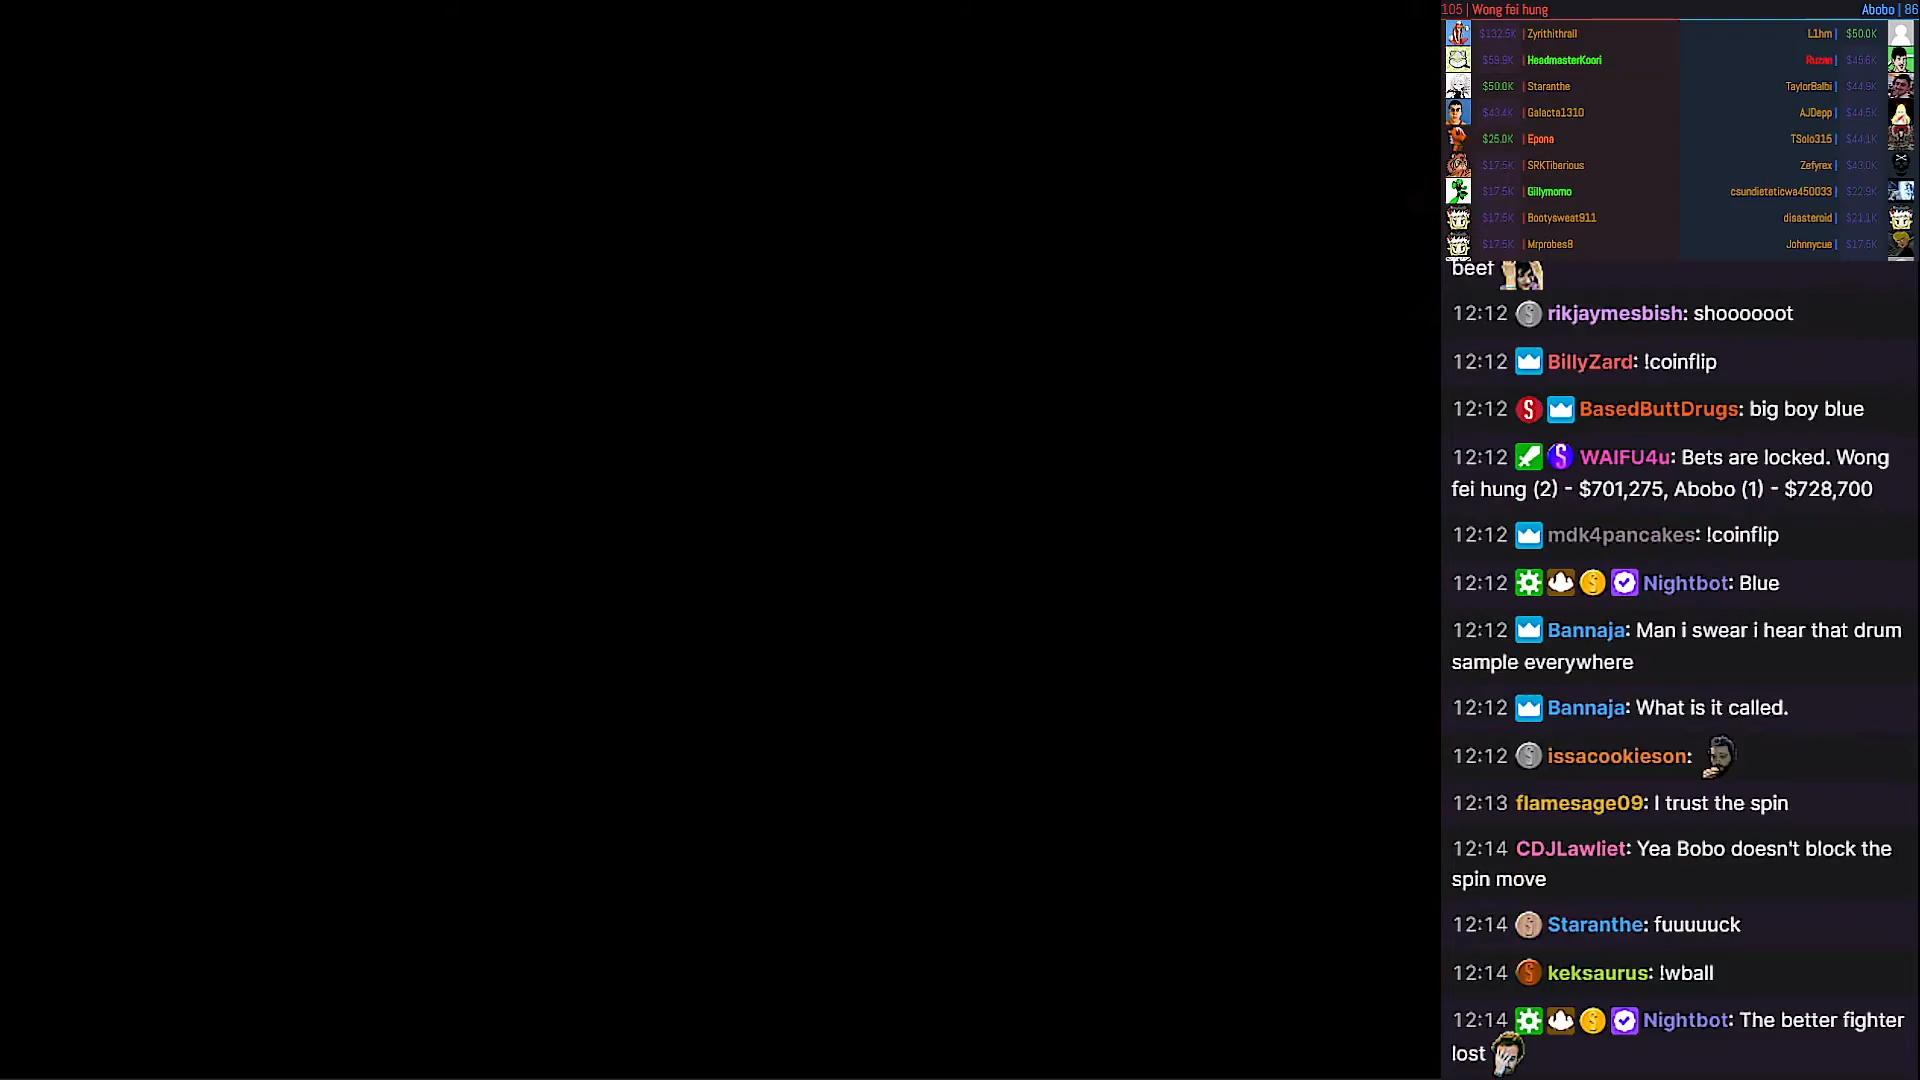 105 | Wong fei hung Abobo | 86
$132.5K | Zyrithithrall L1hm | $50.0K
$59.9K | HeadmasterKoori Ruzan | $45.6K
$50.0K | Staranthe TaylorBalbi | $44.9K
$43.4K | Galacta1310 AJDepp | $44.5K
$25.0K | Epona TSolo315 | $44.1K
$17.5K | SRKTiberious Zefyrex | $43.0K
$17.5K | Gillymomo csundieteticwa450033 | $22.9K
$17.5K | Bootysweat911 disasteroid | $21.1K
$17.5K | Mrprobes8 Johnnycue | $17.5K
beef
12:12 rikjaymesbish: shoooooot
12:12 BillyZard: !coinflip
12:12 BasedButtDrugs: big boy blue
12:12 WAIFU4u: Bets are locked. Wong
fei hung (2) - $701,275, Abobo (1) - $728,700
12:12 mdk4pancakes: !coinflip
12:12 Nightbot: Blue
12:12 Bannaja: Man i swear i hear that drum
sample everywhere
12:12 Bannaja: What is it called.
12:12 issacookieson:
12:13 flamesage09: I trust the spin
12:14 CDJLawliet: Yea Bobo doesn't block the
spin move
12:14 Staranthe: fuuuuuck
12:14 keksaurus: !wball
12:14 Nightbot: The better fighter
lost